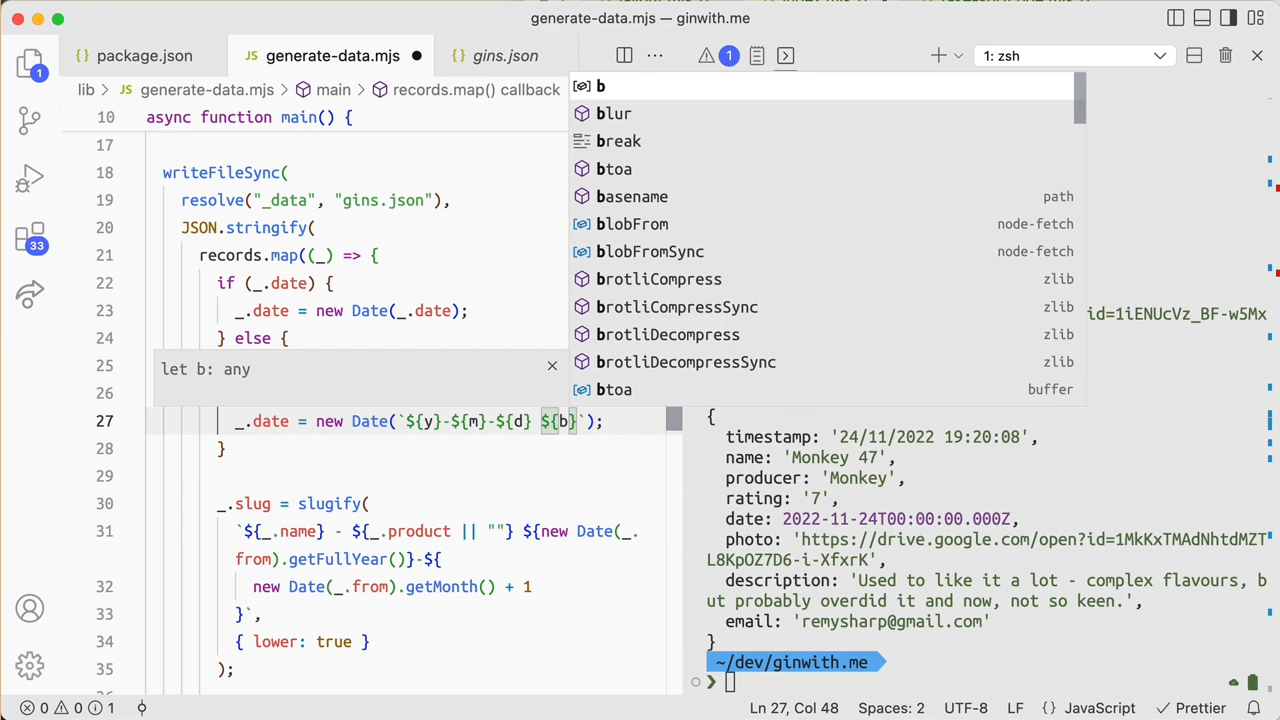 generate-data.mjs — ginwith.me
package.json
JS generate-data.mjs
gins.json
1
1: zsh
1
33
lib > JS generate-data.mjs > main > records.map() callback
10 async function main() {
17
18 writeFileSync(
19 resolve("_data", "gins.json"),
20 JSON.stringify(
21 records.map((_) => {
22 if (_.date) {
23 _.date = new Date(_.date);
24 } else {
25
26
27 _.date = new Date(`${y}-${m}-${d} ${b}`);
28 }
29
30 _.slug = slugify(
31 `${_.name} - ${_.product || ""} ${new Date(_.
from).getFullYear()}-${
32 new Date(_.from).getMonth() + 1
33 }`,
34 { lower: true }
35 );
let b: any
b
blur
break
btoa
basename path
blobFrom node-fetch
blobFromSync node-fetch
brotliCompress zlib
brotliCompressSync zlib
brotliDecompress zlib
brotliDecompressSync zlib
btoa buffer
id=1iENUcVz_BF-w5Mx
{
timestamp: '24/11/2022 19:20:08',
name: 'Monkey 47',
producer: 'Monkey',
rating: '7',
date: 2022-11-24T00:00:00.000Z,
photo: 'https://drive.google.com/open?id=1MkKxTMAdNhtdMZT
L8KpOZ7D6-i-XfxrK',
description: 'Used to like it a lot - complex flavours, b
ut probably overdid it and now, not so keen.',
email: 'remysharp@gmail.com'
}
~/dev/ginwith.me
❯
0 0 1
Ln 27, Col 48 Spaces: 2 UTF-8 LF {} JavaScript Prettier